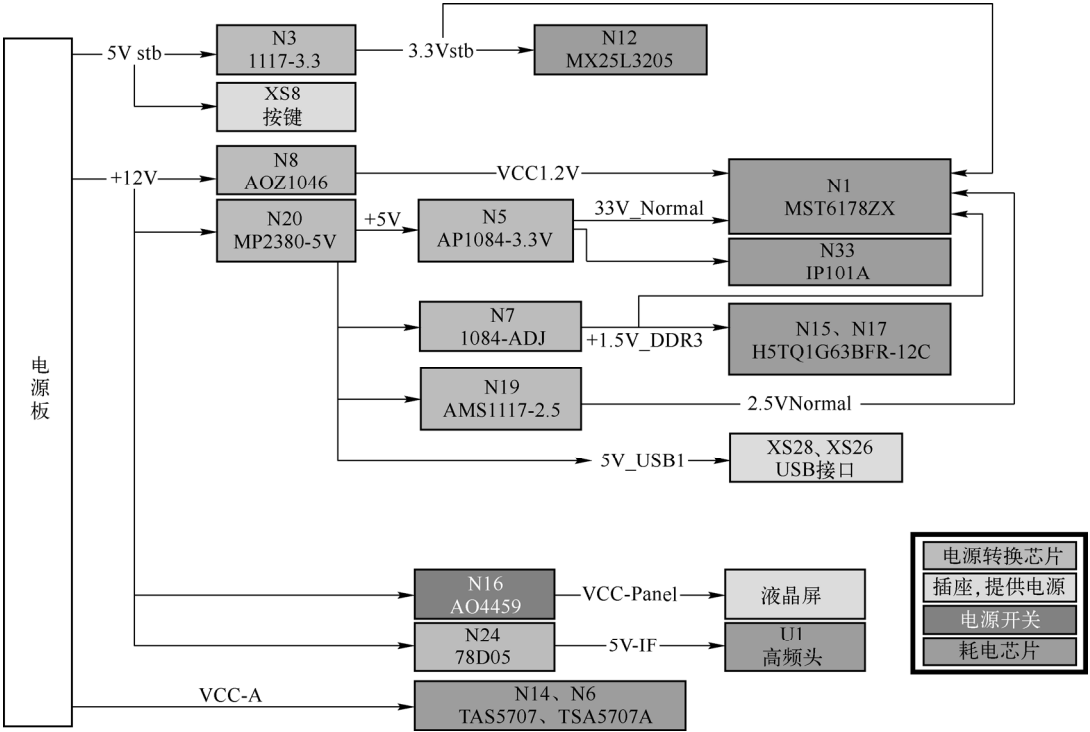 5V stb
N3
1117-3.3
3.3Vstb
N12
MX25L3205
XS8
按键
+12V
N8
AOZ1046
VCC1.2V
N1
MST6178ZX
N20
MP2380-5V
+5V
N5
AP1084-3.3V
33V_Normal
N33
IP101A
N7
1084-ADJ
+1.5V_DDR3
N15、N17
H5TQ1G63BFR-12C
电源板
N19
AMS1117-2.5
2.5VNormal
5V_USB1
XS28、XS26
USB接口
N16
AO4459
VCC-Panel
液晶屏
N24
78D05
5V-IF
U1
高频头
VCC-A
N14、N6
TAS5707、TSA5707A
电源转换芯片
插座,提供电源
电源开关
耗电芯片